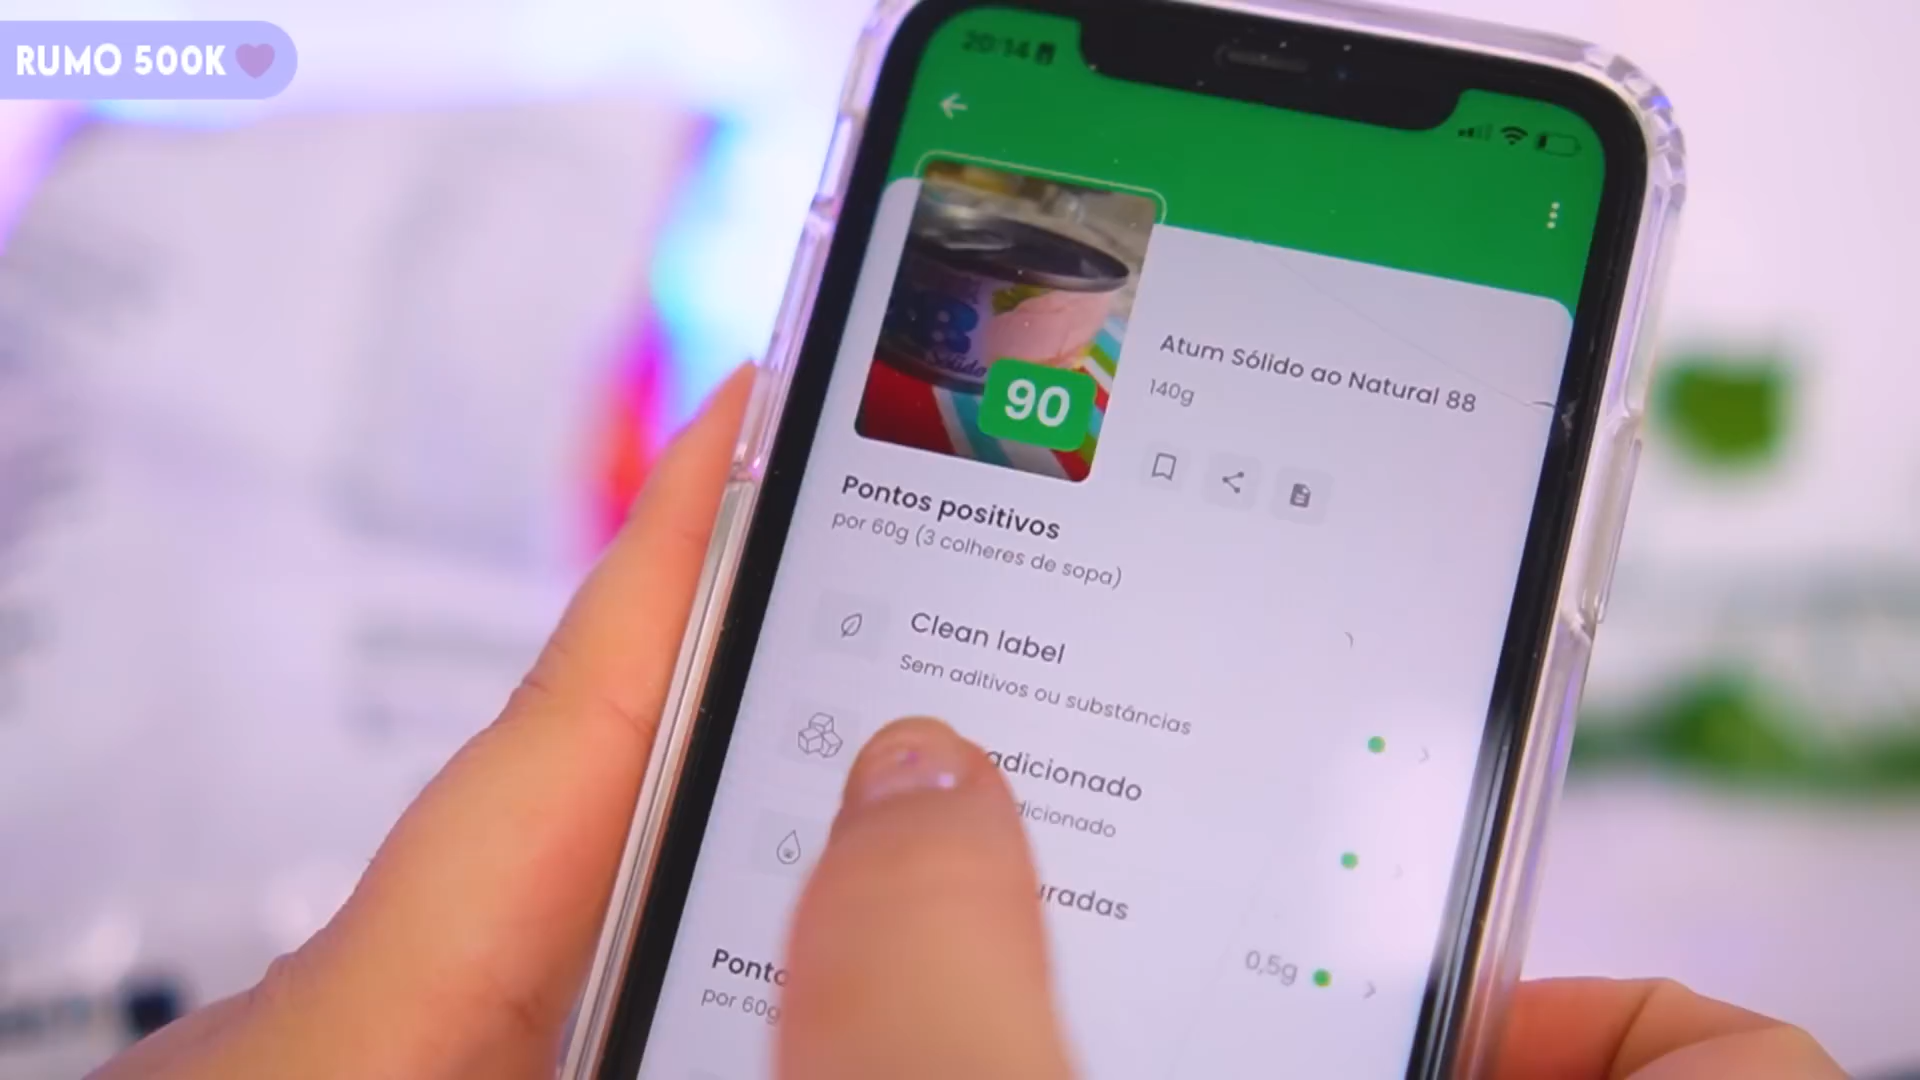 RUMO 500K
20:14
90
Atum Sólido ao Natural 88
140g
Pontos positivos
por 60g (3 colheres de sopa)
Clean label
Sem aditivos ou substâncias
adicionado
dicionado
uradas
0,5g
Ponto
por 60g